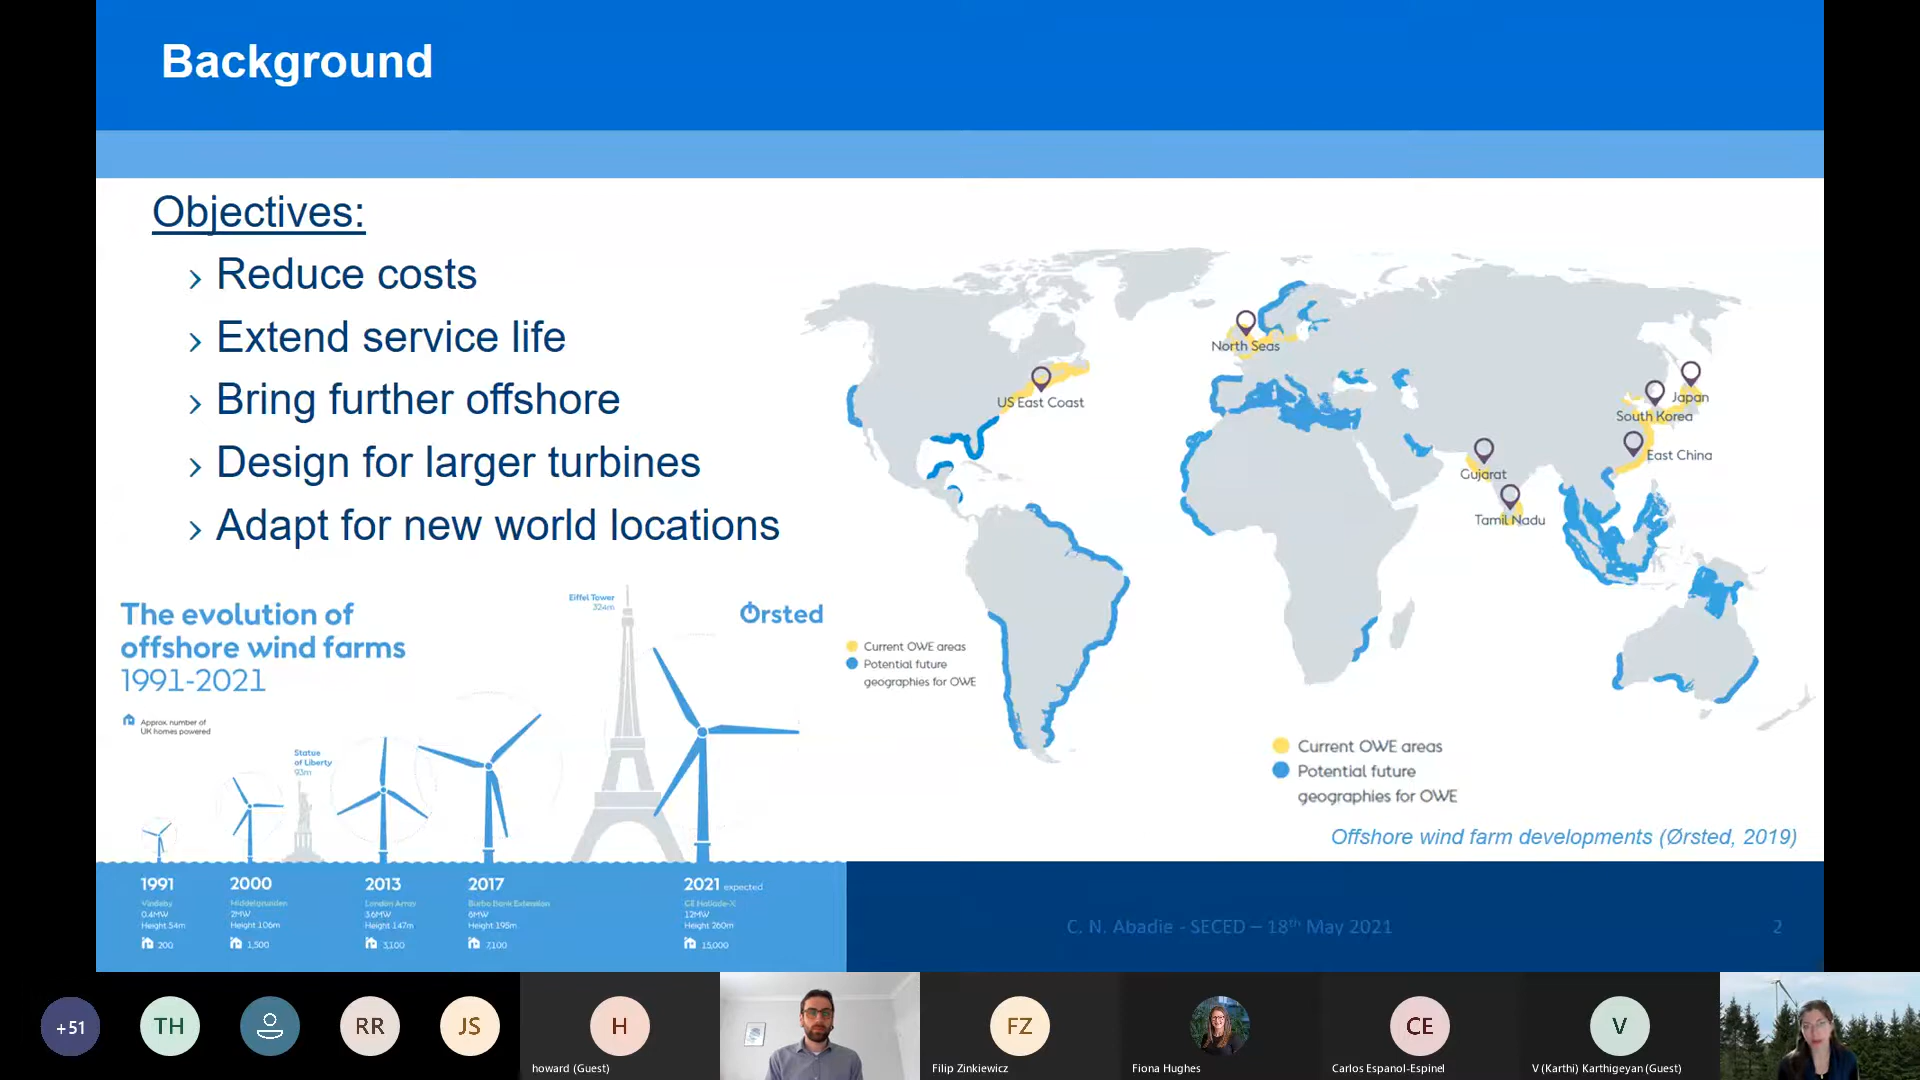 Background
Objectives:
› Reduce costs
› Extend service life
› Bring further offshore
› Design for larger turbines
› Adapt for new world locations
The evolution of
offshore wind farms
1991-2021
Approx. number of
UK homes powered
Statue
of Liberty
93m
Eiffel Tower
324m
Ørsted
1991
Vindeby
0.4MW
Height 54m
200
2000
Middelgrunden
2MW
Height 106m
1,500
2013
London Array
3.6MW
Height 147m
3,100
2017
Burbo Bank Extension
8MW
Height 195m
7,100
2021 expected
GE Haliade-X
12MW
Height 260m
15,000
North Seas
US East Coast
Japan
South Korea
East China
Gujarat
Tamil Nadu
Current OWE areas
Potential future
geographies for OWE
Current OWE areas
Potential future
geographies for OWE
Offshore wind farm developments (Ørsted, 2019)
C. N. Abadie - SECED – 18th May 2021
2
+51
TH
RR
JS
H
howard (Guest)
FZ
Filip Zinkiewicz
Fiona Hughes
CE
Carlos Espanol-Espinel
V
V (Karthi) Karthigeyan (Guest)